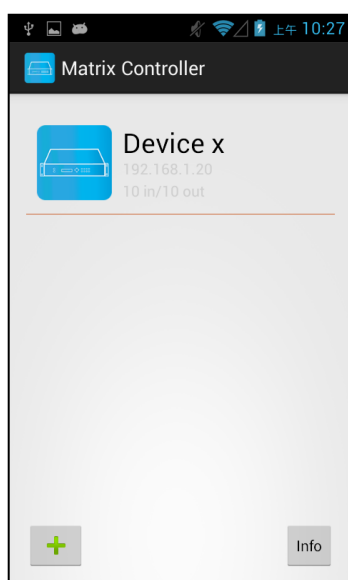 上午 10:27
Matrix Controller
Device x
192.168.1.20
10 in/10 out
Info